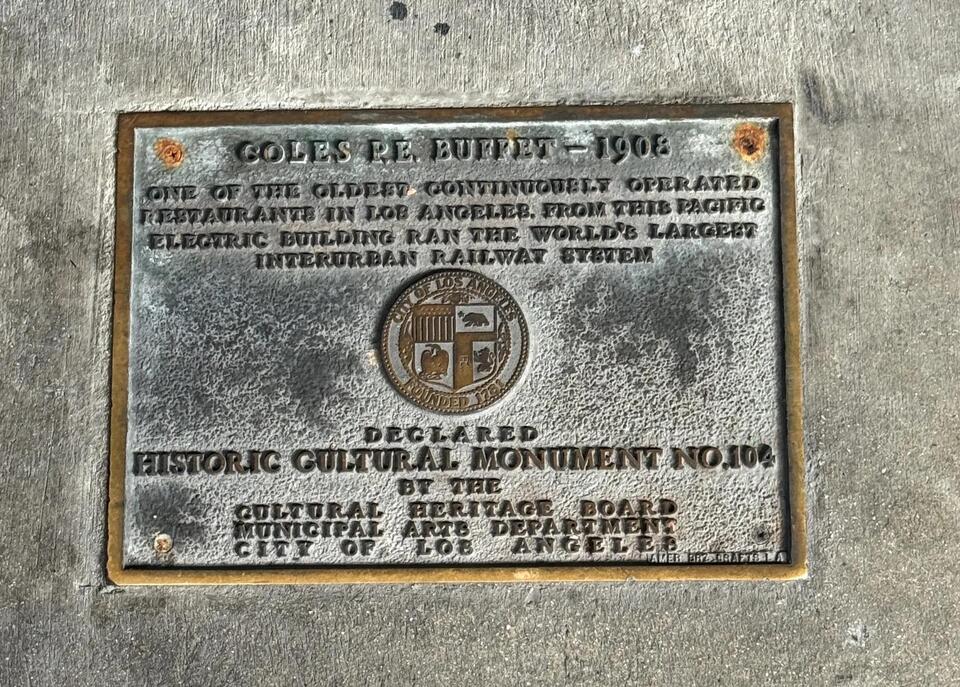 COLES P.E. BUFFET — 1908
ONE OF THE OLDEST CONTINUOUSLY OPERATED
RESTAURANTS IN LOS ANGELES. FROM THIS PACIFIC
ELECTRIC BUILDING RAN THE WORLD'S LARGEST
INTERURBAN RAILWAY SYSTEM
CITY OF LOS ANGELES
FOUNDED 1781
DECLARED
HISTORIC CULTURAL MONUMENT NO. 104
BY THE
CULTURAL HERITAGE BOARD
MUNICIPAL ARTS DEPARTMENT
CITY OF LOS ANGELES
CRAFTS L.A.